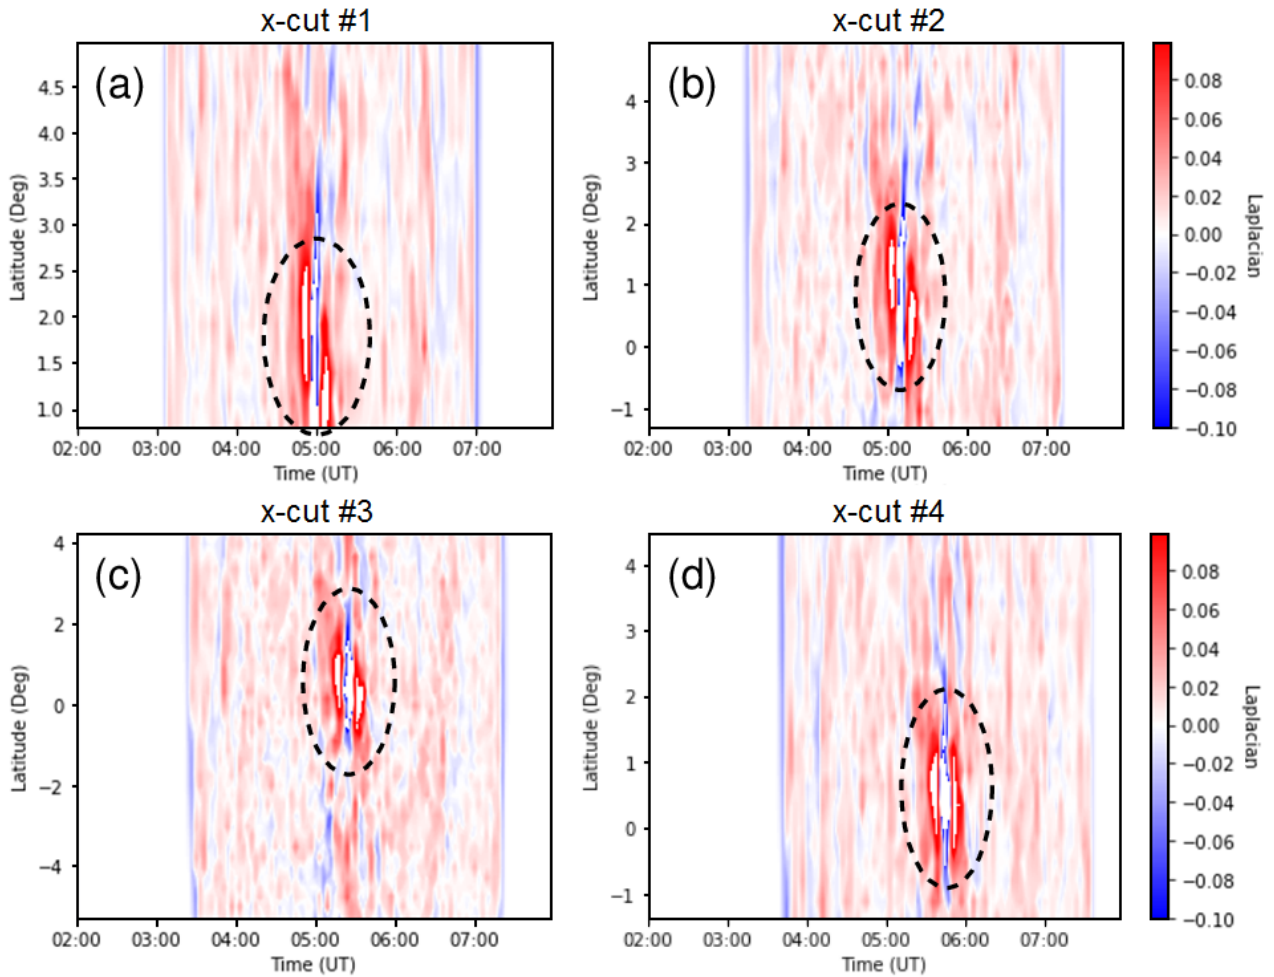 x-cut #1
x-cut #2
(a)
4.5
4.0
3.5
3.0
2.5
2.0
1.5
1.0
Latitude (Deg)
02:00 03:00 04:00 05:00 06:00 07:00
Time (UT)
(b)
4
3
2
1
0
−1
Latitude (Deg)
02:00 03:00 04:00 05:00 06:00 07:00
Time (UT)
0.08
0.06
0.04
0.02
0.00
−0.02
−0.04
−0.06
−0.08
−0.10
Laplacian
x-cut #3
x-cut #4
(c)
4
2
0
−2
−4
Latitude (Deg)
02:00 03:00 04:00 05:00 06:00 07:00
Time (UT)
(d)
4
3
2
1
0
−1
Latitude (Deg)
02:00 03:00 04:00 05:00 06:00 07:00
Time (UT)
0.08
0.06
0.04
0.02
0.00
−0.02
−0.04
−0.06
−0.08
−0.10
Laplacian